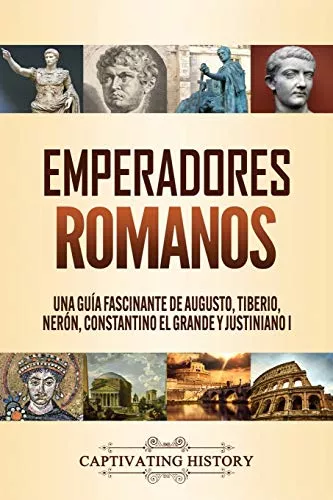 EMPERADORES
ROMANOS
UNA GUÍA FASCINANTE DE AUGUSTO, TIBERIO,
NERÓN, CONSTANTINO EL GRANDE Y JUSTINIANO I
CAPTIVATING HISTORY